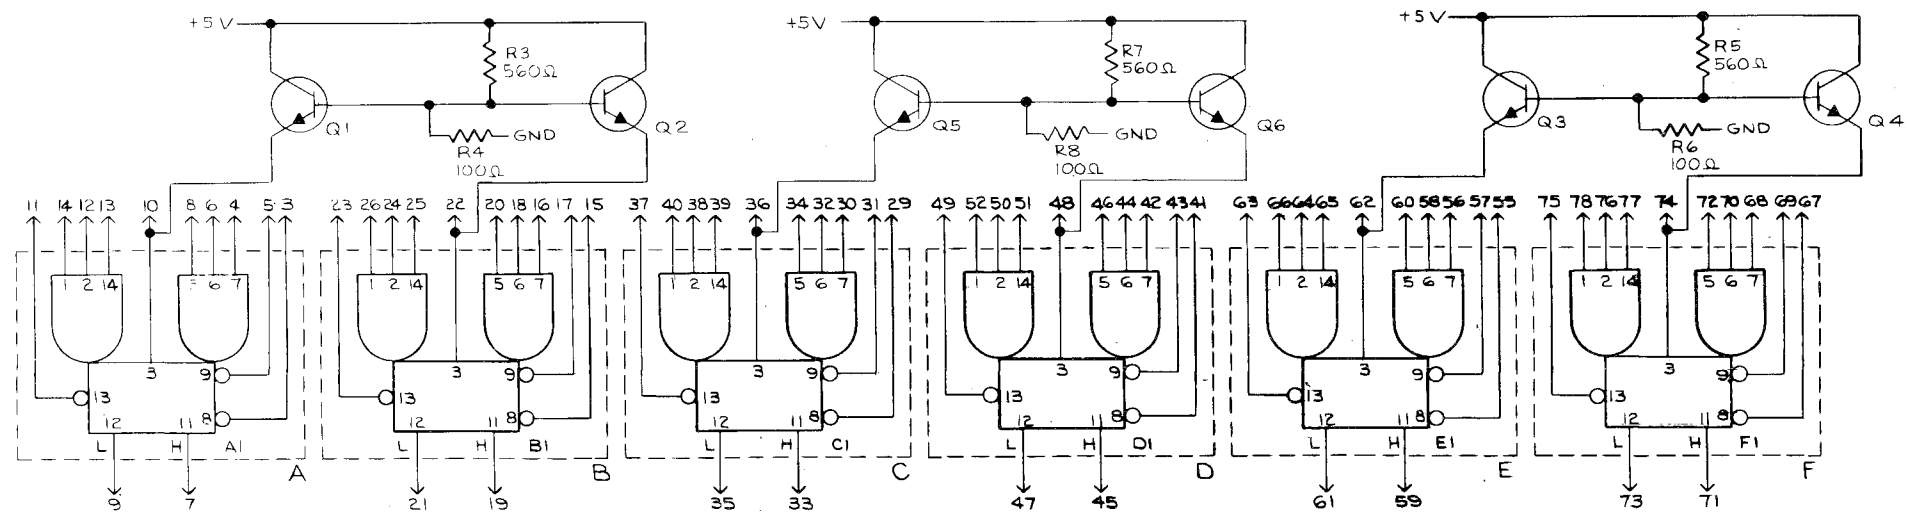 +5V +5V +5V
R3 R7 R5
560Ω 560Ω 560Ω
Q1 Q2 Q5 Q6 Q3 Q4
GND GND GND
R4 R8 R6
100Ω 100Ω 100Ω
11 14 12 13 10 8 6 4 5 3 23 26 24 25 22 20 18 16 17 15 37 40 38 39 36 34 32 30 31 29 49 52 50 51 48 46 44 42 43 41 63 66 64 65 62 60 58 56 57 55 75 78 76 77 74 72 70 68 69 67
1 2 14 5 6 7 1 2 14 5 6 7 1 2 14 5 6 7 1 2 14 5 6 7 1 2 14 5 6 7 1 2 14 5 6 7
3 9 3 9 3 9 3 9 3 9 3 9
13 13 13 13 13 13
12 11 8 12 11 8 12 11 8 12 11 8 12 11 8 12 11 8
L H A1 L H B1 L H C1 L H D1 L H E1 L H F1
A B C D E F
9 7 21 19 35 33 47 45 61 59 73 71